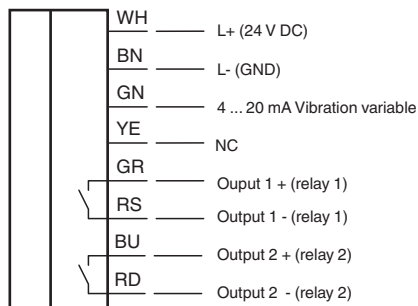 WH L+ (24 V DC)
BN L- (GND)
GN 4 ... 20 mA Vibration variable
YE NC
GR Ouput 1 + (relay 1)
RS Output 1 - (relay 1)
BU Output 2 + (relay 2)
RD Output 2 - (relay 2)